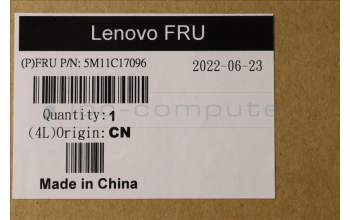 Lenovo FRU
(P)FRU P/N: 5M11C17096
2022-06-23
Quantity: 1
(4L)Origin: CN
Made in China